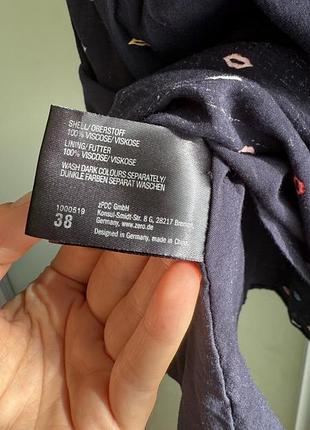 SHELL/OBERSTOFF
100% VISCOSE/VISKOSE
LINING/FUTTER
100% VISCOSE/VISKOSE
WASH DARK COLOURS SEPARATELY/
DUNKLE FARBEN SEPARAT WASCHEN
zPDC GmbH
Konsul-Smidt-Str. 8 G, 28217 Bremen,
Germany, www.zero.de
Designed in Germany, made in China.
1000519
38